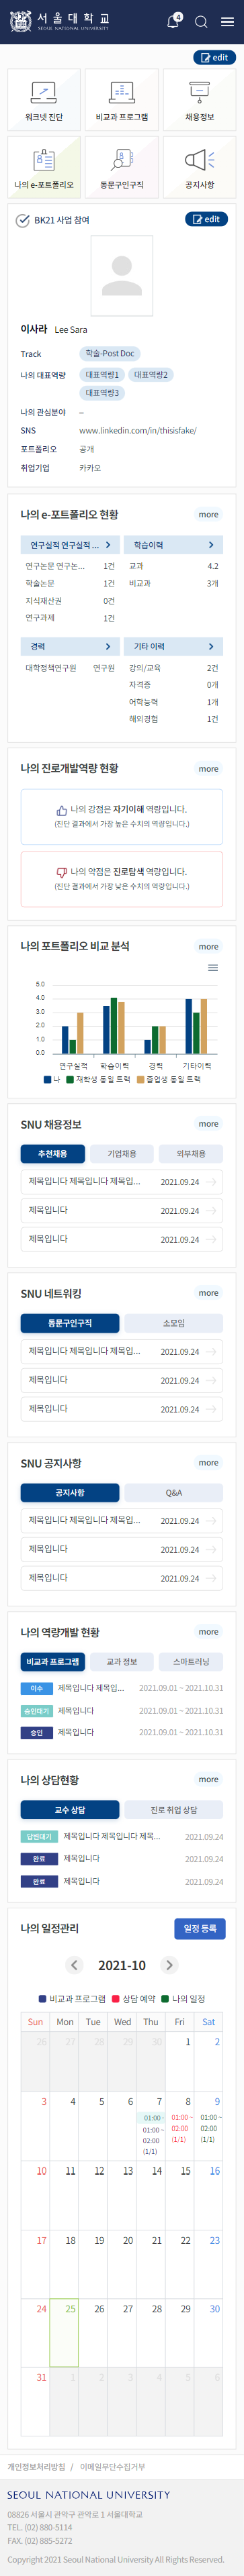 서울대학교
SEOUL NATIONAL UNIVERSITY
4
edit
워크넷 진단
비교과 프로그램
채용정보
나의 e-포트폴리오
동문구인구직
공지사항
BK21 사업 참여
edit
이사라 Lee Sara
Track 학술-Post Doc
나의 대표역량 대표역량1 대표역량2
대표역량3
나의 관심분야 –
SNS www.linkedin.com/in/thisisfake/
포트폴리오 공개
취업기업 카카오
나의 e-포트폴리오 현황 more
연구실적 연구실적 ...
연구논문 연구논... 1건
학술논문 1건
지식재산권 0건
연구과제 1건
학습이력
교과 4.2
비교과 3개
경력
대학정책연구원 연구원
기타 이력
강의/교육 2건
자격증 0개
어학능력 1개
해외경험 1건
나의 진로개발역량 현황 more
나의 강점은 자기이해 역량입니다.
(진단 결과에서 가장 높은 수치의 역량입니다.)
나의 약점은 진로탐색 역량입니다.
(진단 결과에서 가장 낮은 수치의 역량입니다.)
나의 포트폴리오 비교 분석 more
5.0
4.0
3.0
2.0
1.0
0.0
연구실적 학습이력 경력 기타이력
나 재학생 동일 트랙 졸업생 동일 트랙
SNU 채용정보 more
추천채용 기업채용 외부채용
제목입니다 제목입니다 제목입... 2021.09.24
제목입니다 2021.09.24
제목입니다 2021.09.24
SNU 네트워킹 more
동문구인구직 소모임
제목입니다 제목입니다 제목입... 2021.09.24
제목입니다 2021.09.24
제목입니다 2021.09.24
SNU 공지사항 more
공지사항 Q&A
제목입니다 제목입니다 제목입... 2021.09.24
제목입니다 2021.09.24
제목입니다 2021.09.24
나의 역량개발 현황 more
비교과 프로그램 교과 정보 스마트러닝
이수 제목입니다 제목입... 2021.09.01 ~ 2021.10.31
승인대기 제목입니다 2021.09.01 ~ 2021.10.31
승인 제목입니다 2021.09.01 ~ 2021.10.31
나의 상담현황 more
교수 상담 진로 취업 상담
답변대기 제목입니다 제목입니다 제목... 2021.09.24
완료 제목입니다 2021.09.24
완료 제목입니다 2021.09.24
나의 일정관리 일정 등록
2021-10
비교과 프로그램 상담 예약 나의 일정
Sun Mon Tue Wed Thu Fri Sat
26 27 28 29 30 1 2
3 4 5 6 7 8 9
01:00 ~ 01:00 ~ 01:00 ~
01:00 ~ 02:00 02:00
02:00 (1/1) (1/1)
(1/1)
10 11 12 13 14 15 16
17 18 19 20 21 22 23
24 25 26 27 28 29 30
31 1 2 3 4 5 6
개인정보처리방침 / 이메일무단수집거부
SEOUL NATIONAL UNIVERSITY
08826 서울시 관악구 관악로 1 서울대학교
TEL. (02) 880-5114
FAX. (02) 885-5272
Copyright 2021 Seoul National University All Rights Reserved.